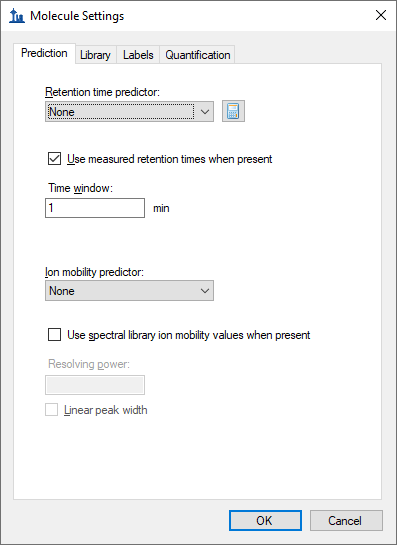 Molecule Settings
Prediction Library Labels Quantification
Retention time predictor:
None
Use measured retention times when present
Time window:
1 min
Ion mobility predictor:
None
Use spectral library ion mobility values when present
Resolving power:
Linear peak width
OK Cancel